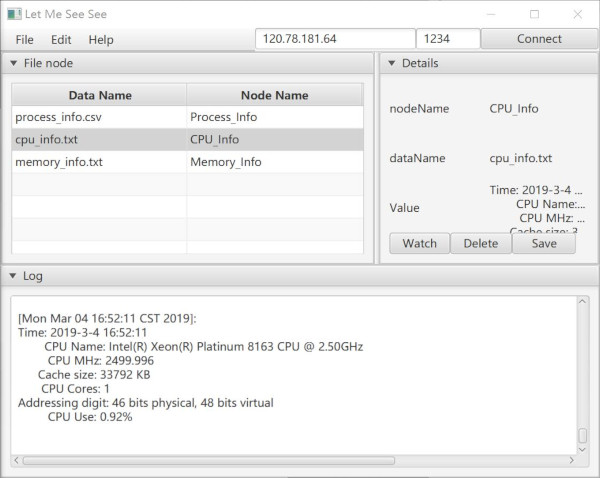 Let Me See See
File Edit Help 120.78.181.64 1234 Connect
File node
Data Name Node Name
process_info.csv Process_Info
cpu_info.txt CPU_Info
memory_info.txt Memory_Info
Details
nodeName CPU_Info
dataName cpu_info.txt
Value
Time: 2019-3-4 ...
CPU Name:...
CPU MHz: ...
Cache size: 3...
Watch Delete Save
Log
[Mon Mar 04 16:52:11 CST 2019]:
Time: 2019-3-4 16:52:11
CPU Name: Intel(R) Xeon(R) Platinum 8163 CPU @ 2.50GHz
CPU MHz: 2499.996
Cache size: 33792 KB
CPU Cores: 1
Addressing digit: 46 bits physical, 48 bits virtual
CPU Use: 0.92%